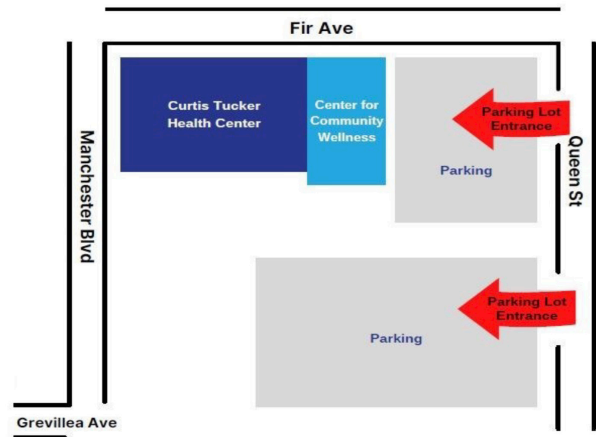 Fir Ave
Curtis Tucker
Health Center
Center for
Community
Wellness
Parking Lot
Entrance
Parking
Manchester Blvd
Queen St
Parking Lot
Entrance
Parking
Grevillea Ave